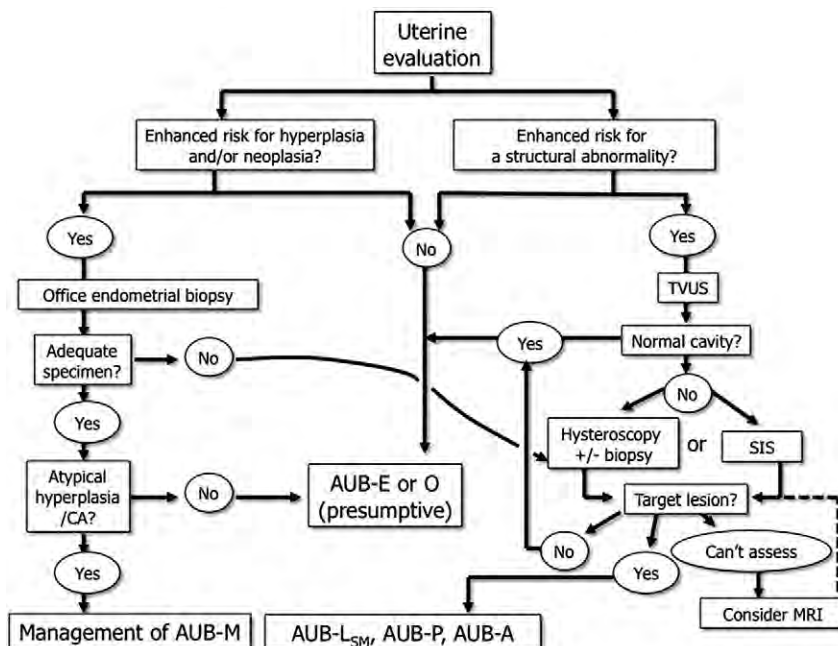 Uterine
evaluation
Enhanced risk for hyperplasia
and/or neoplasia?
Enhanced risk for
a structural abnormality?
Yes
No
Yes
Office endometrial biopsy
TVUS
Adequate
specimen?
No
Yes
Normal cavity?
Yes
No
Hysteroscopy
+/- biopsy
or
SIS
Atypical
hyperplasia
/CA?
No
AUB-E or O
(presumptive)
Target lesion?
No
Yes
Can't assess
Yes
Consider MRI
Management of AUB-M
AUB-LSM, AUB-P, AUB-A